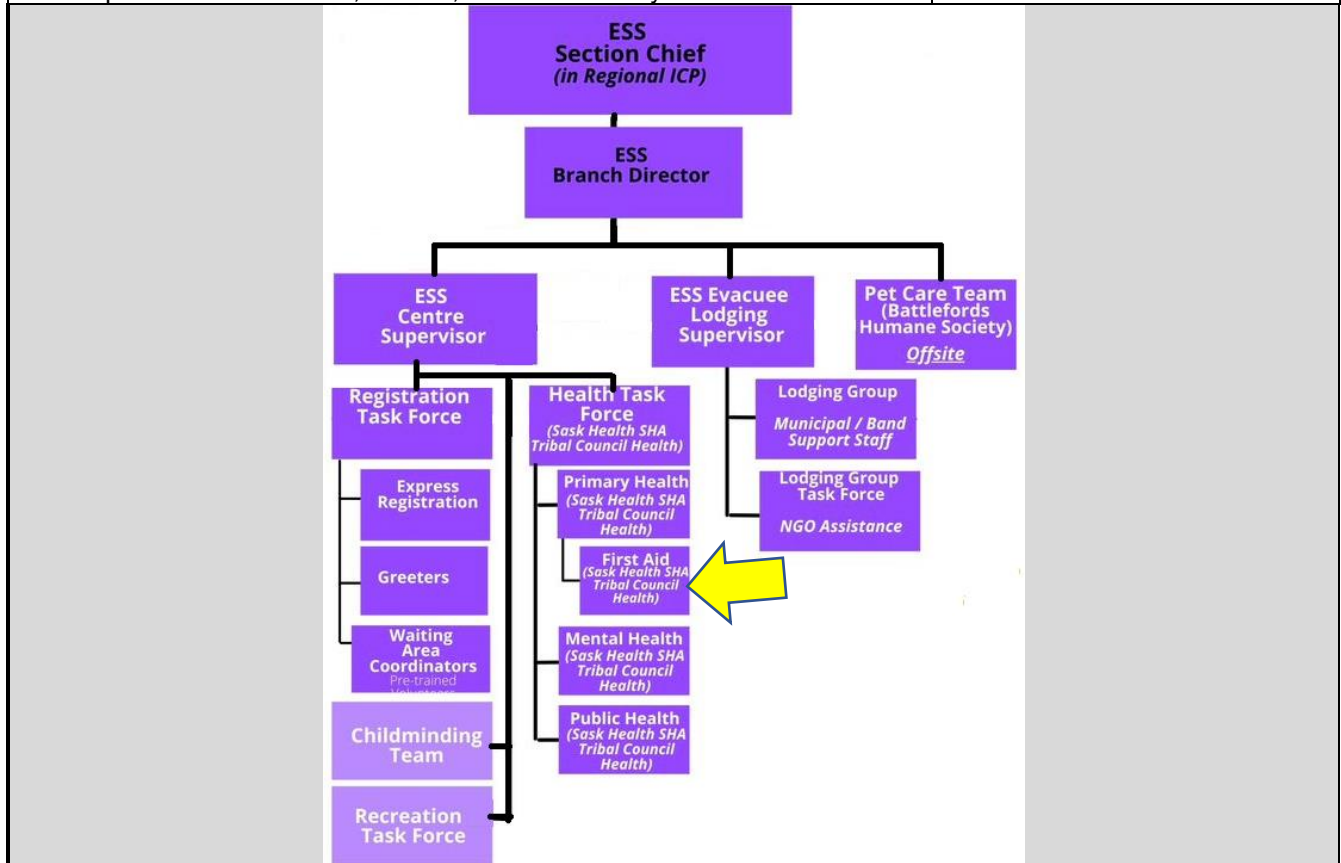 ESS
Section Chief
(in Regional ICP)
ESS
Branch Director
ESS
Centre
Supervisor
ESS Evacuee
Lodging
Supervisor
Pet Care Team
(Battlefords
Humane Society)
Offsite
Registration
Task Force
Express
Registration
Greeters
Waiting
Area
Coordinators
Pre-trained
Volunteers
Childminding
Team
Recreation
Task Force
Health Task
Force
(Sask Health SHA
Tribal Council Health)
Primary Health
(Sask Health SHA
Tribal Council
Health)
First Aid
(Sask Health SHA
Tribal Council
Health)
Mental Health
(Sask Health SHA
Tribal Council
Health)
Public Health
(Sask Health SHA
Tribal Council
Health)
Lodging Group
Municipal / Band
Support Staff
Lodging Group
Task Force
NGO Assistance